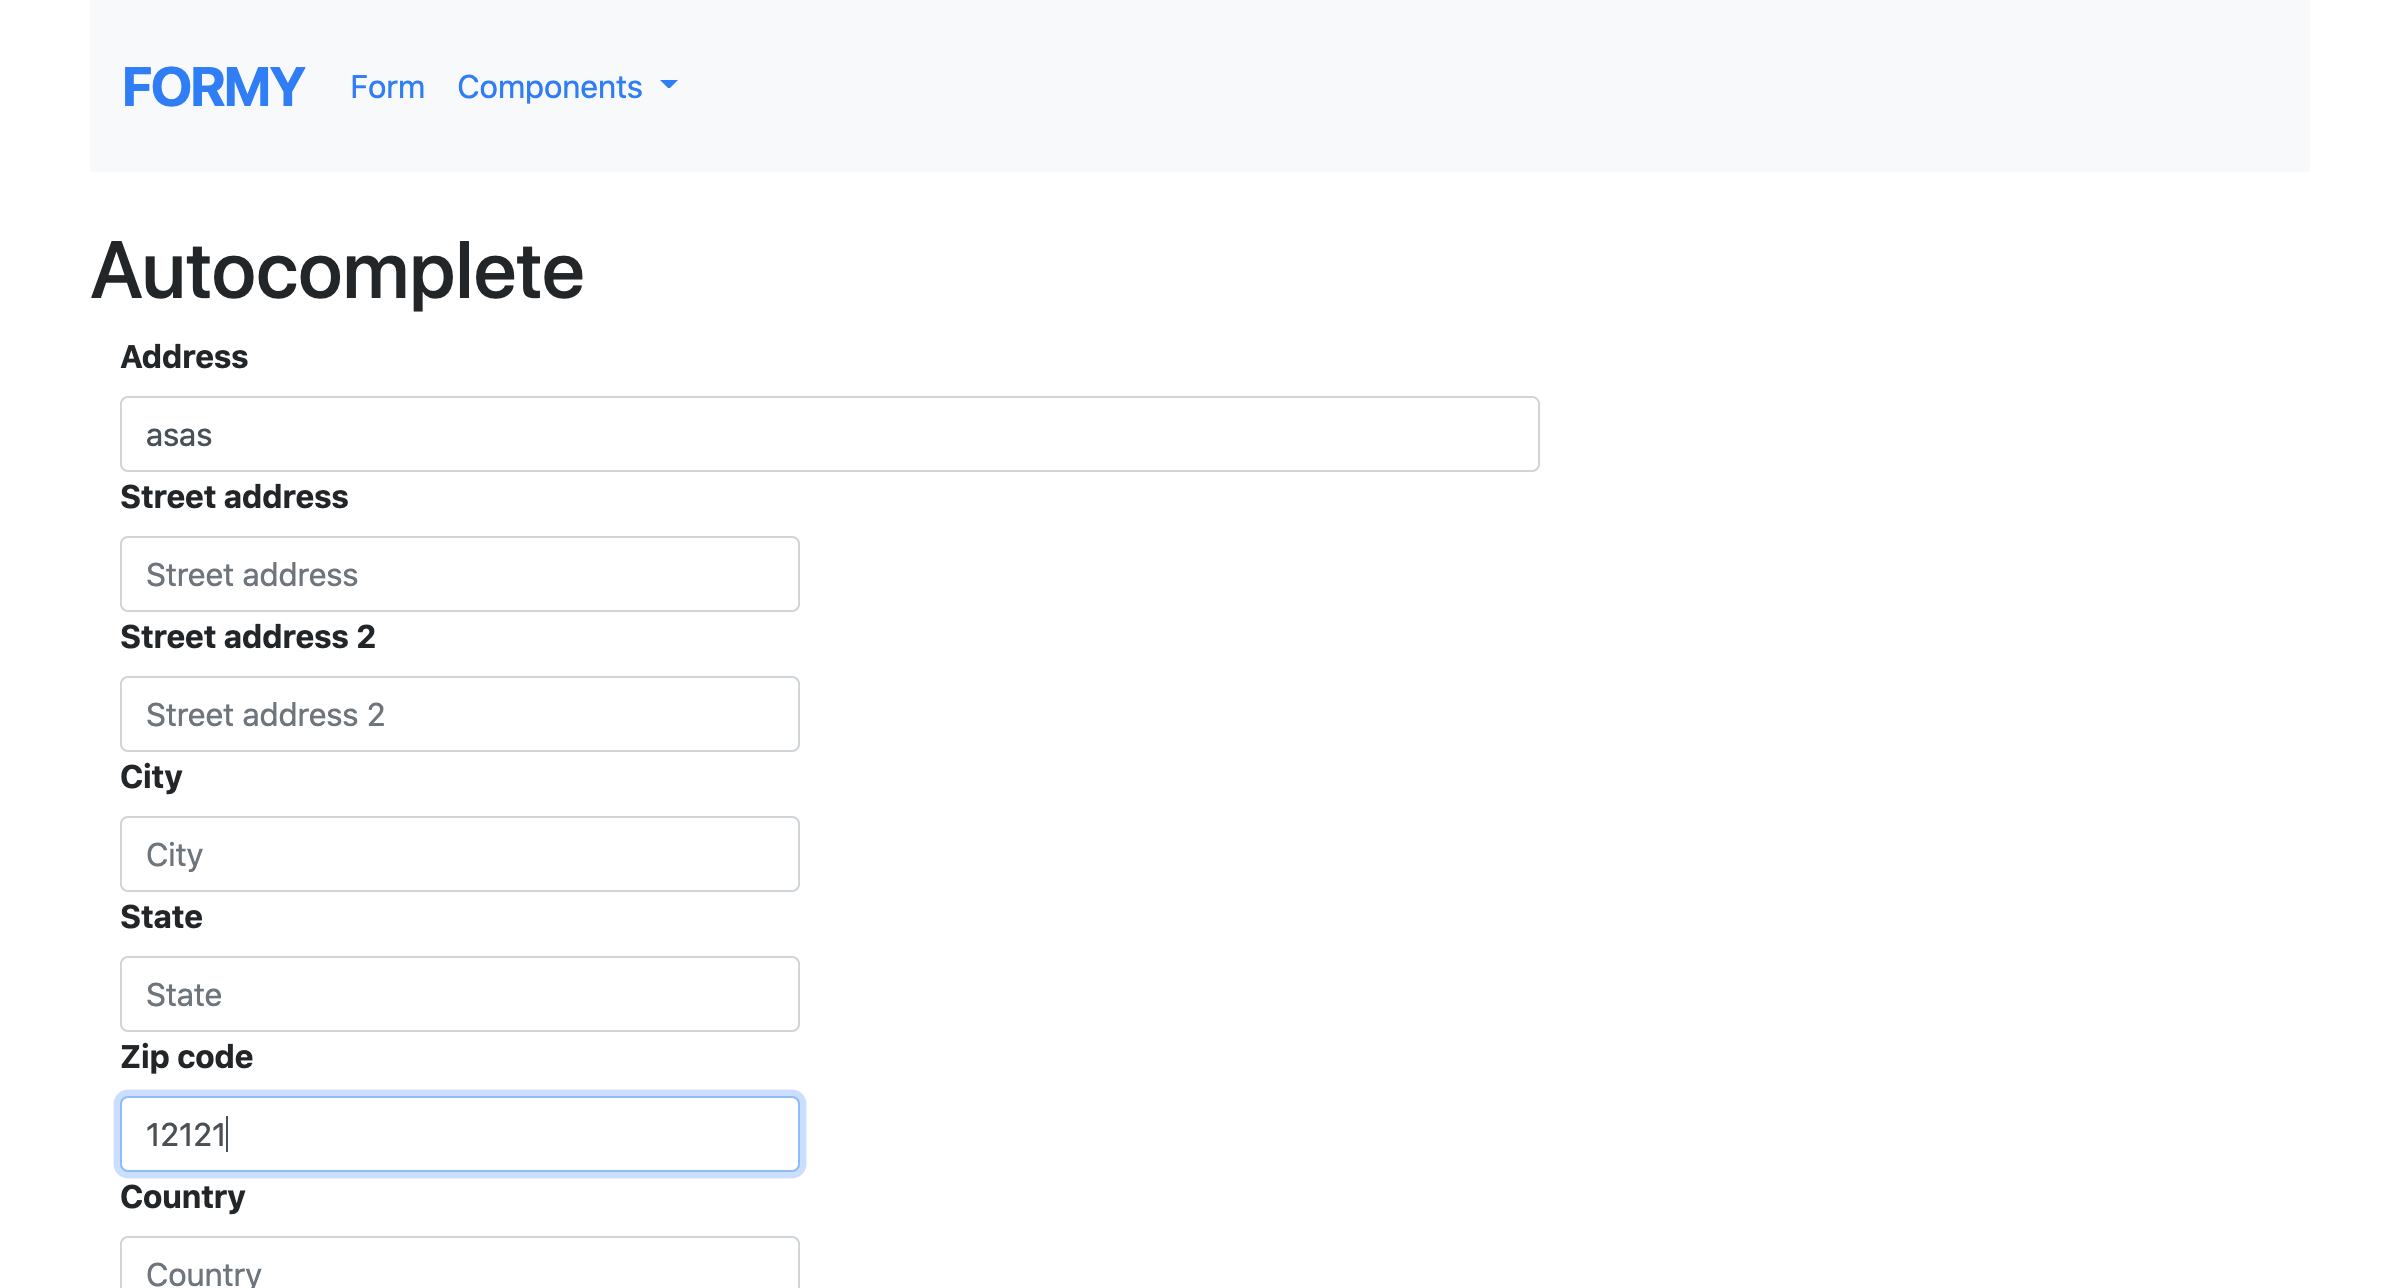 FORMY Form Components
Autocomplete
Address
asas
Street address
Street address
Street address 2
Street address 2
City
City
State
State
Zip code
12121
Country
Country